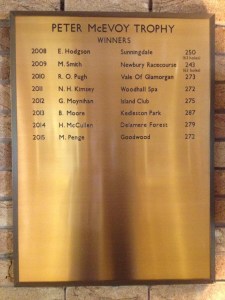 PETER McEVOY TROPHY
WINNERS
2008 E. Hodgson Sunningdale 250
2009 M. Smith Newbury Racecourse 243
2010 R. O. Pugh Vale Of Glamorgan 273
2011 N. H. Kimsey Woodhall Spa 272
2012 G. Moynihan Island Club 275
2013 B. Moore Kedleston Park 287
2014 H. McCullen Delamere Forest 279
2015 M. Penge Goodwood 272